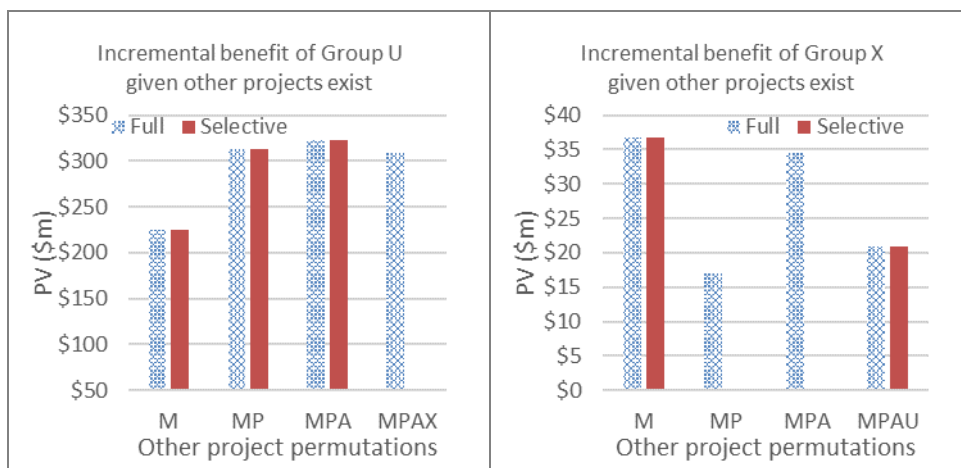 Incremental benefit of Group U
given other projects exist
$350
Full Selective
$300
$250
$200
$150
$100
$50
PV ($m)
M MP MPA MPAX
Other project permutations
Incremental benefit of Group X
given other projects exist
$40
Full Selective
$35
$30
$25
$20
$15
$10
$5
$0
PV ($m)
M MP MPA MPAU
Other project permutations